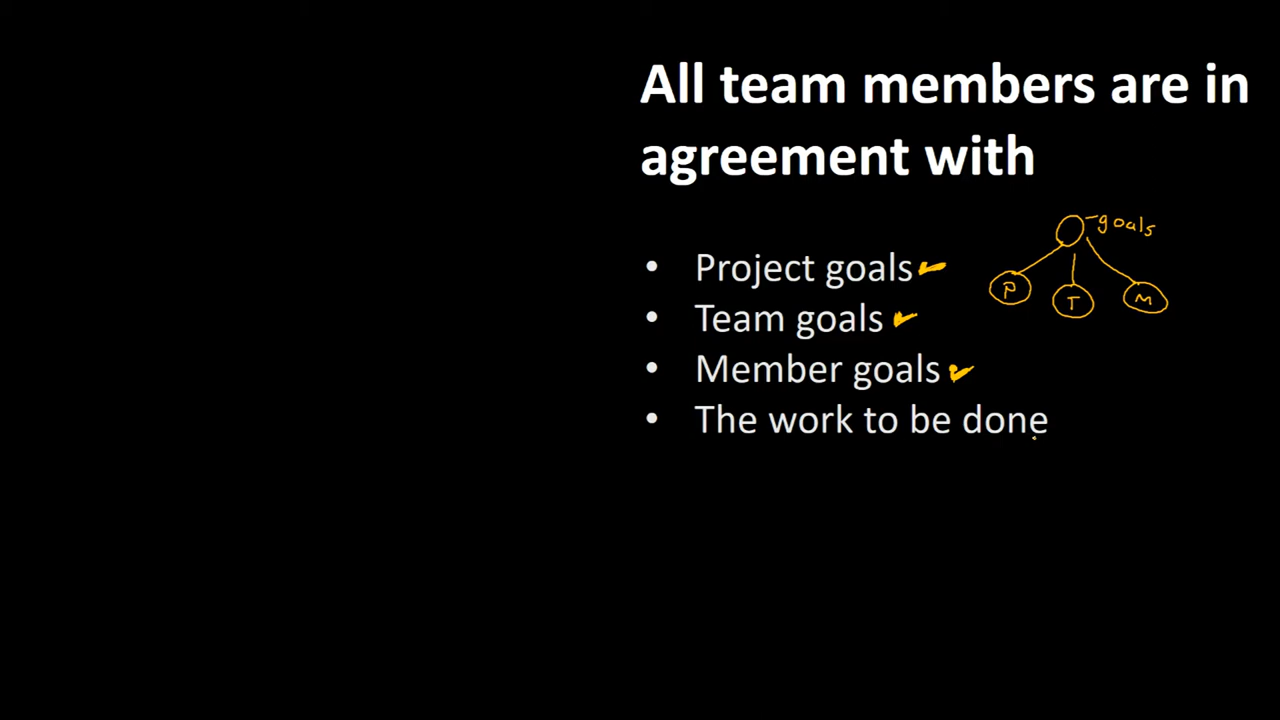 All team members are in
agreement with
goals
• Project goals
P T M
• Team goals
• Member goals
• The work to be done